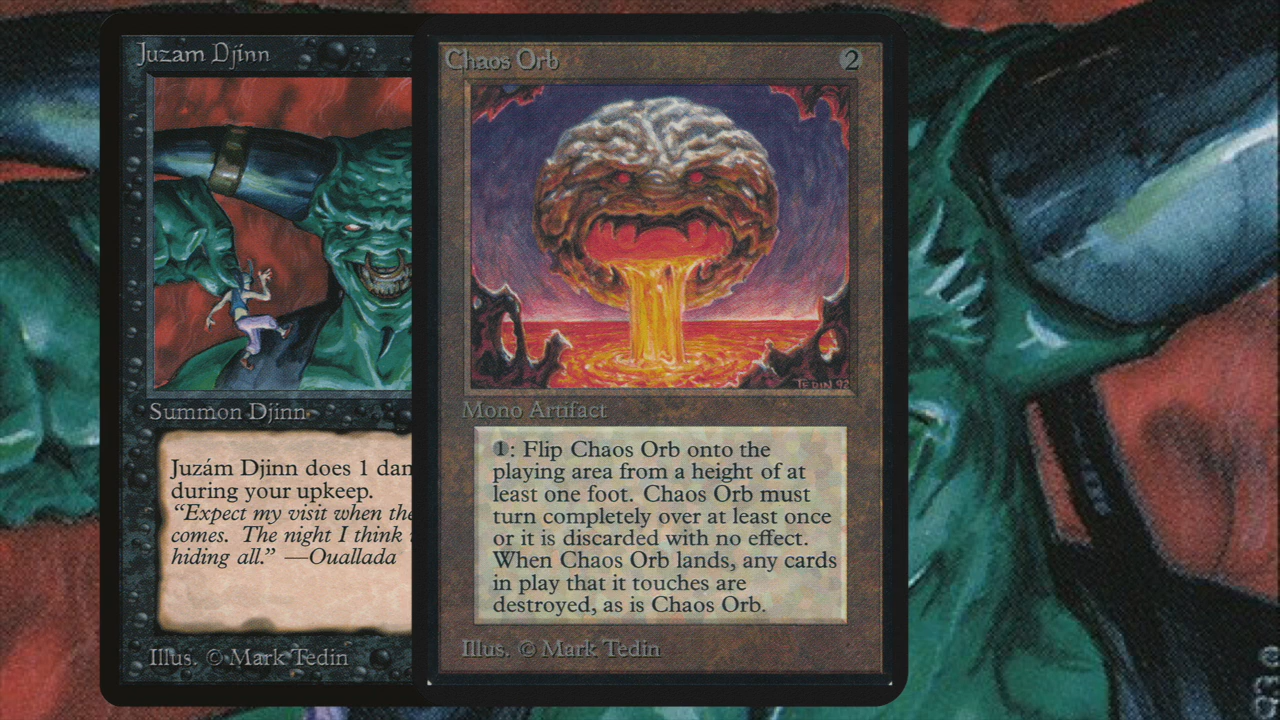 Juzam Djinn
Summon Djinn
Juzám Djinn does 1
during your upkeep.
"Expect my visit when the
comes. The night I think
hiding all." —Ouallada
Illus. © Mark Tedin
Chaos Orb 2
TEDIN 92
Mono Artifact
1: Flip Chaos Orb onto the
playing area from a height of at
least one foot. Chaos Orb must
turn completely over at least once
or it is discarded with no effect.
When Chaos Orb lands, any cards
in play that it touches are
destroyed, as is Chaos Orb.
Illus. © Mark Tedin